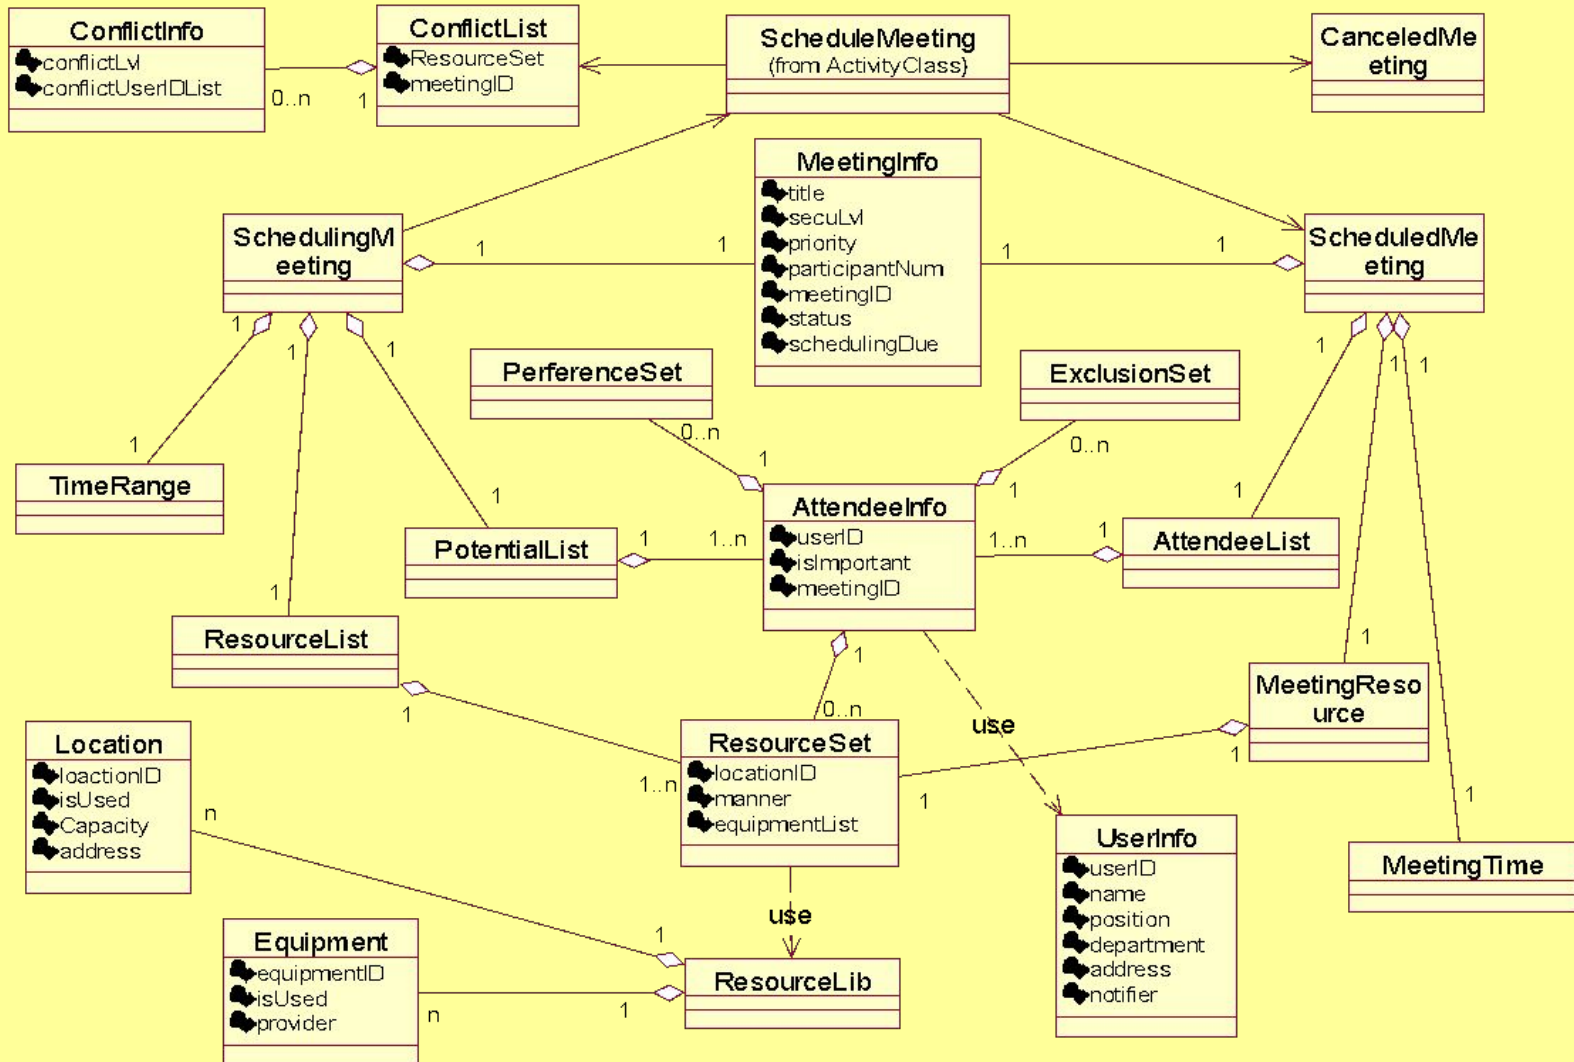 ConflictInfo
conflictLvl
conflictUserIDList
0..n
1
ConflictList
ResourceSet
meetingID
ScheduleMeeting
(from ActivityClass)
CanceledMe
eting
MeetingInfo
title
secuLvl
priority
participantNum
meetingID
status
schedulingDue
SchedulingM
eeting
1
1
1
1
ScheduledMe
eting
1
1
1
1
1
1
PerferenceSet
0..n
1
ExclusionSet
0..n
1
1
TimeRange
1
PotentialList
1
1..n
AttendeeInfo
userID
isImportant
meetingID
1..n
1
1
AttendeeList
1
ResourceList
1
1
0..n
1..n
use
1
MeetingReso
urce
1
1
Location
loactionID
isUsed
Capacity
address
n
ResourceSet
locationID
manner
equipmentList
use
UserInfo
userID
name
position
department
address
notifier
1
MeetingTime
Equipment
equipmentID
isUsed
provider
n
1
1
ResourceLib